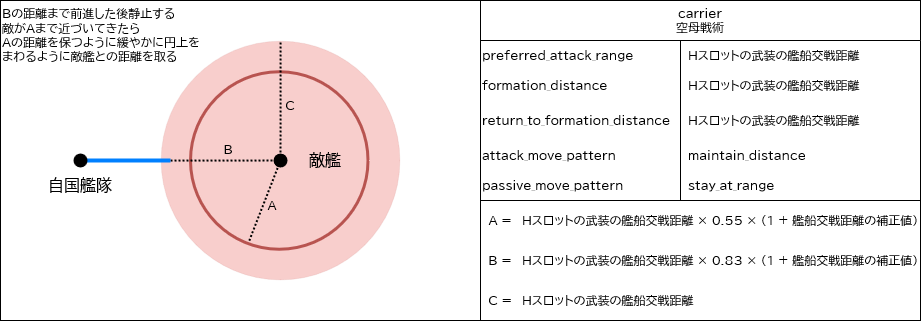 Bの距離まで前進した後静止する
敵がAまで近づいてきたら
Aの距離を保つように緩やかに円上を
まわるように敵艦との距離を取る
C
B
敵艦
自国艦隊
A
carrier
空母戦術
preferred_attack_range Hスロットの武装の艦船交戦距離
formation_distance Hスロットの武装の艦船交戦距離
return_to_formation_distance Hスロットの武装の艦船交戦距離
attack_move_pattern maintain_distance
passive_move_pattern stay_at_range
A = Hスロットの武装の艦船交戦距離 × 0.55 × (1 + 艦船交戦距離の補正値)
B = Hスロットの武装の艦船交戦距離 × 0.83 × (1 + 艦船交戦距離の補正値)
C = Hスロットの武装の艦船交戦距離